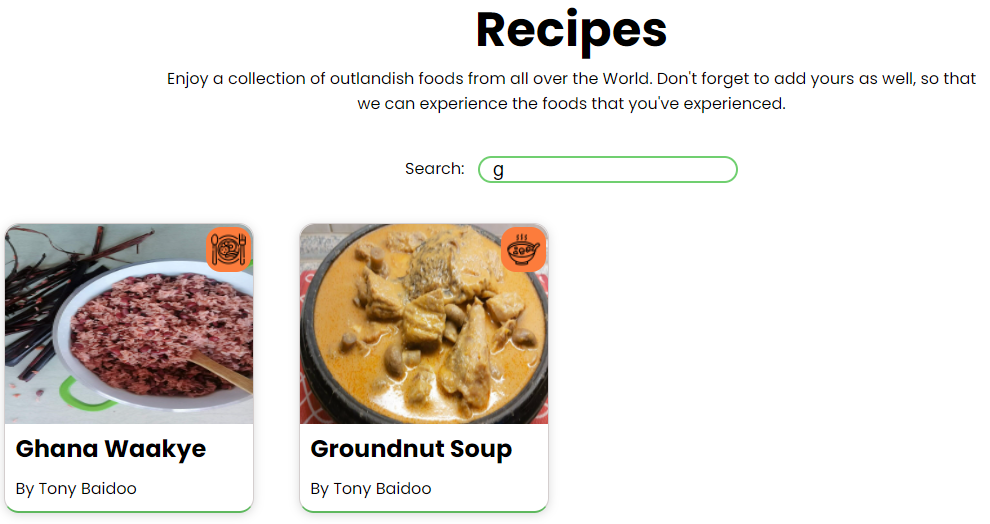 Recipes
Enjoy a collection of outlandish foods from all over the World. Don't forget to add yours as well, so that
we can experience the foods that you've experienced.
Search: g
Ghana Waakye
By Tony Baidoo
Groundnut Soup
By Tony Baidoo